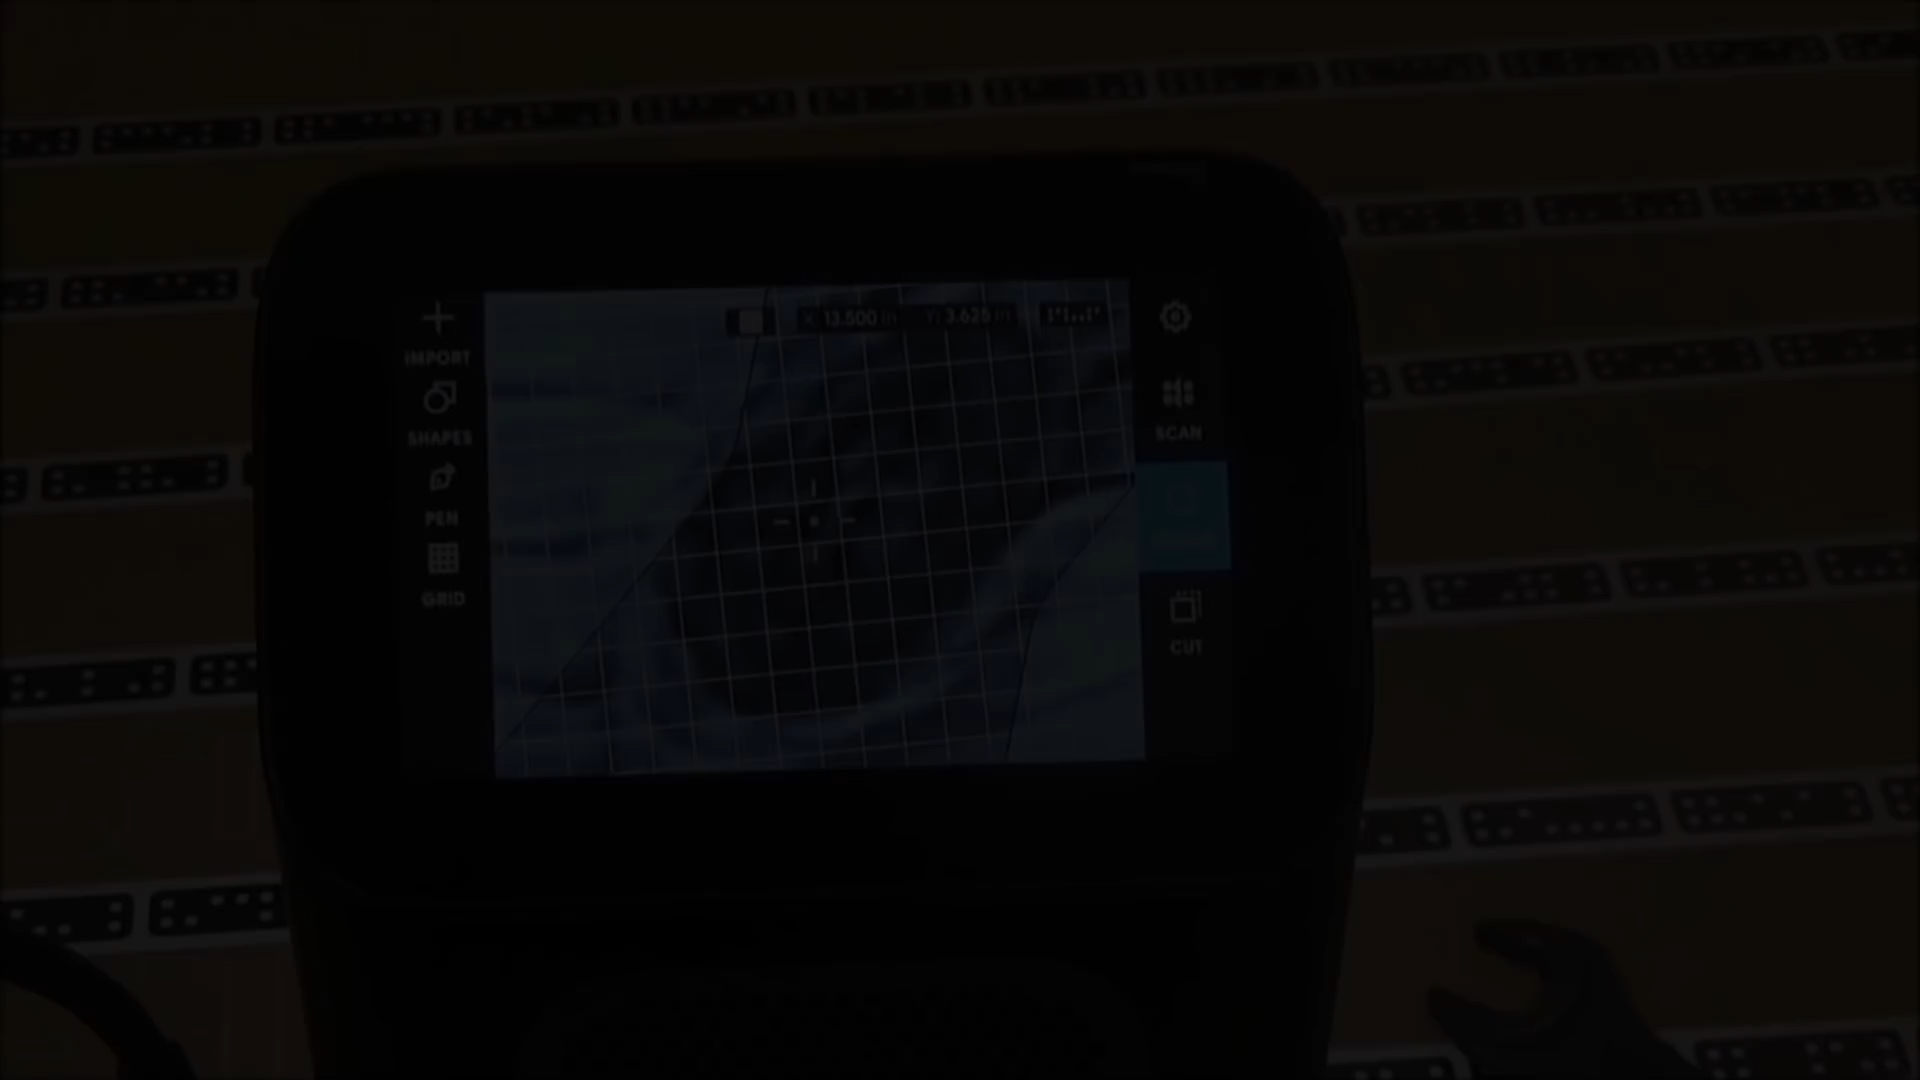 IMPORT
SHAPES
PEN
GRID
X: 13.500 in Y: 3.625 in
SCAN
CUT